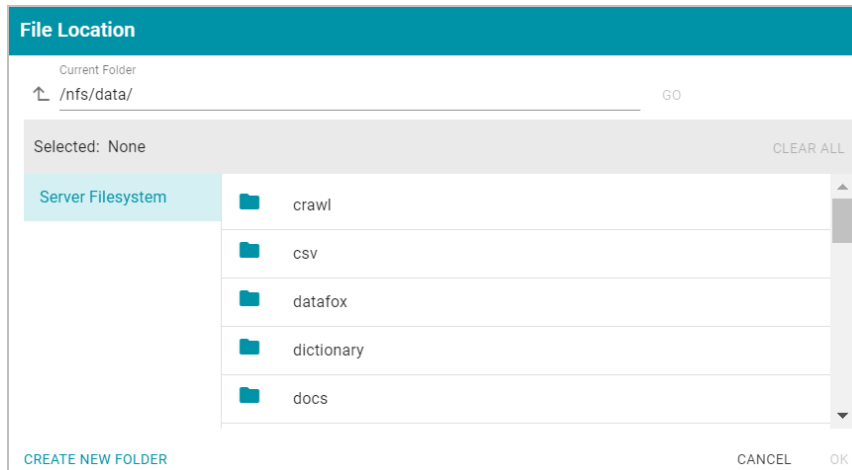 File Location
Current Folder
/nfs/data/
GO
Selected: None
CLEAR ALL
Server Filesystem
crawl
csv
datafox
dictionary
docs
CREATE NEW FOLDER
CANCEL
OK